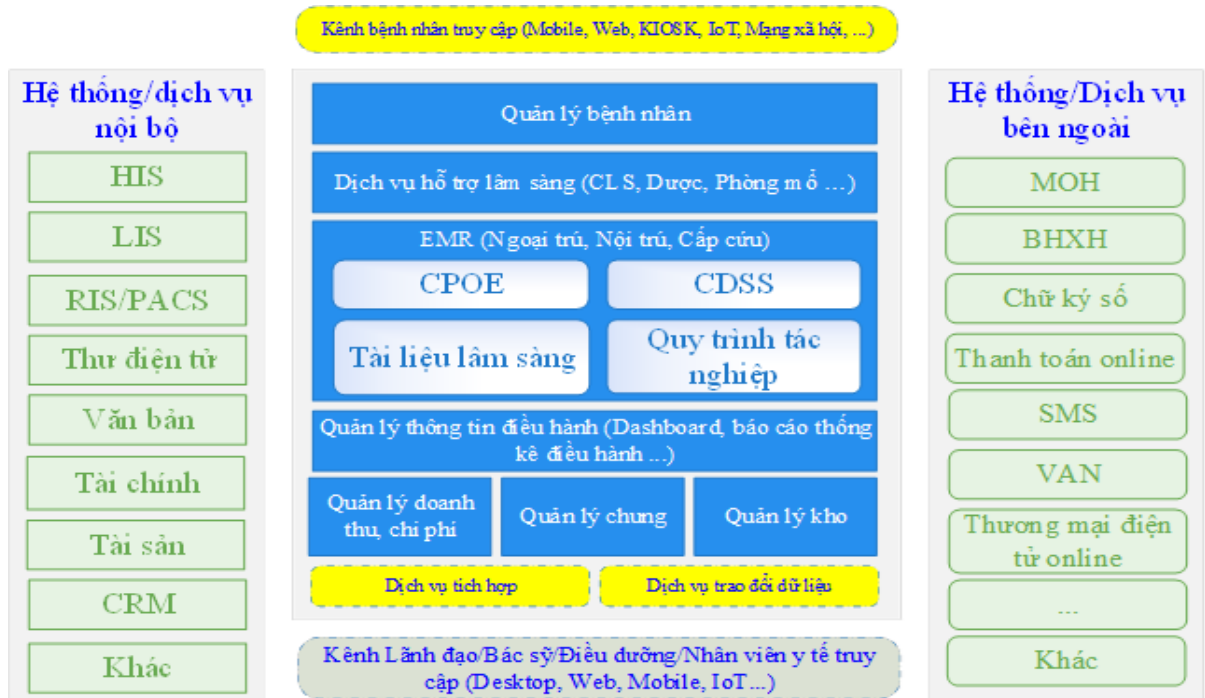 Kênh bệnh nhân truy cập (Mobile, Web, KIOSK, IoT, Mạng xã hội, ...)
Hệ thống/dịch vụ
nội bộ
HIS
LIS
RIS/PACS
Thư điện tử
Văn bản
Tài chính
Tài sản
CRM
Khác
Quản lý bệnh nhân
Dịch vụ hỗ trợ lâm sàng (CLS, Dược, Phòng mổ ...)
EMR (Ngoại trú, Nội trú, Cấp cứu)
CPOE
CDSS
Tài liệu lâm sàng
Quy trình tác
nghiệp
Quản lý thông tin điều hành (Dashboard, báo cáo thống
kê điều hành ...)
Quản lý doanh
thu, chi phí
Quản lý chung
Quản lý kho
Dịch vụ tích hợp
Dịch vụ trao đổi dữ liệu
Kênh Lãnh đạo/Bác sỹ/Điều dưỡng/Nhân viên y tế truy
cập (Desktop, Web, Mobile, IoT...)
Hệ thống/Dịch vụ
bên ngoài
MOH
BHXH
Chữ ký số
Thanh toán online
SMS
VAN
Thương mại điện
tử online
...
Khác